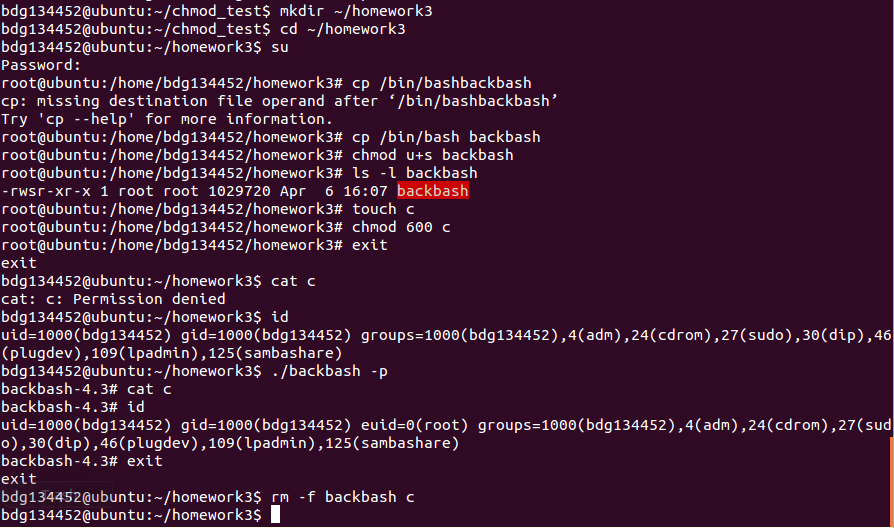 bdg134452@ubuntu:~/chmod_test$ mkdir ~/homework3
bdg134452@ubuntu:~/chmod_test$ cd ~/homework3
bdg134452@ubuntu:~/homework3$ su
Password:
root@ubuntu:/home/bdg134452/homework3# cp /bin/bashbackbash
cp: missing destination file operand after ‘/bin/bashbackbash’
Try 'cp --help' for more information.
root@ubuntu:/home/bdg134452/homework3# cp /bin/bash backbash
root@ubuntu:/home/bdg134452/homework3# chmod u+s backbash
root@ubuntu:/home/bdg134452/homework3# ls -l backbash
-rwsr-xr-x 1 root root 1029720 Apr  6 16:07 backbash
root@ubuntu:/home/bdg134452/homework3# touch c
root@ubuntu:/home/bdg134452/homework3# chmod 600 c
root@ubuntu:/home/bdg134452/homework3# exit
exit
bdg134452@ubuntu:~/homework3$ cat c
cat: c: Permission denied
bdg134452@ubuntu:~/homework3$ id
uid=1000(bdg134452) gid=1000(bdg134452) groups=1000(bdg134452),4(adm),24(cdrom),27(sudo),30(dip),46
(plugdev),109(lpadmin),125(sambashare)
bdg134452@ubuntu:~/homework3$ ./backbash -p
backbash-4.3# cat c
backbash-4.3# id
uid=1000(bdg134452) gid=1000(bdg134452) euid=0(root) groups=1000(bdg134452),4(adm),24(cdrom),27(sud
o),30(dip),46(plugdev),109(lpadmin),125(sambashare)
backbash-4.3# exit
exit
bdg134452@ubuntu:~/homework3$ rm -f backbash c
bdg134452@ubuntu:~/homework3$